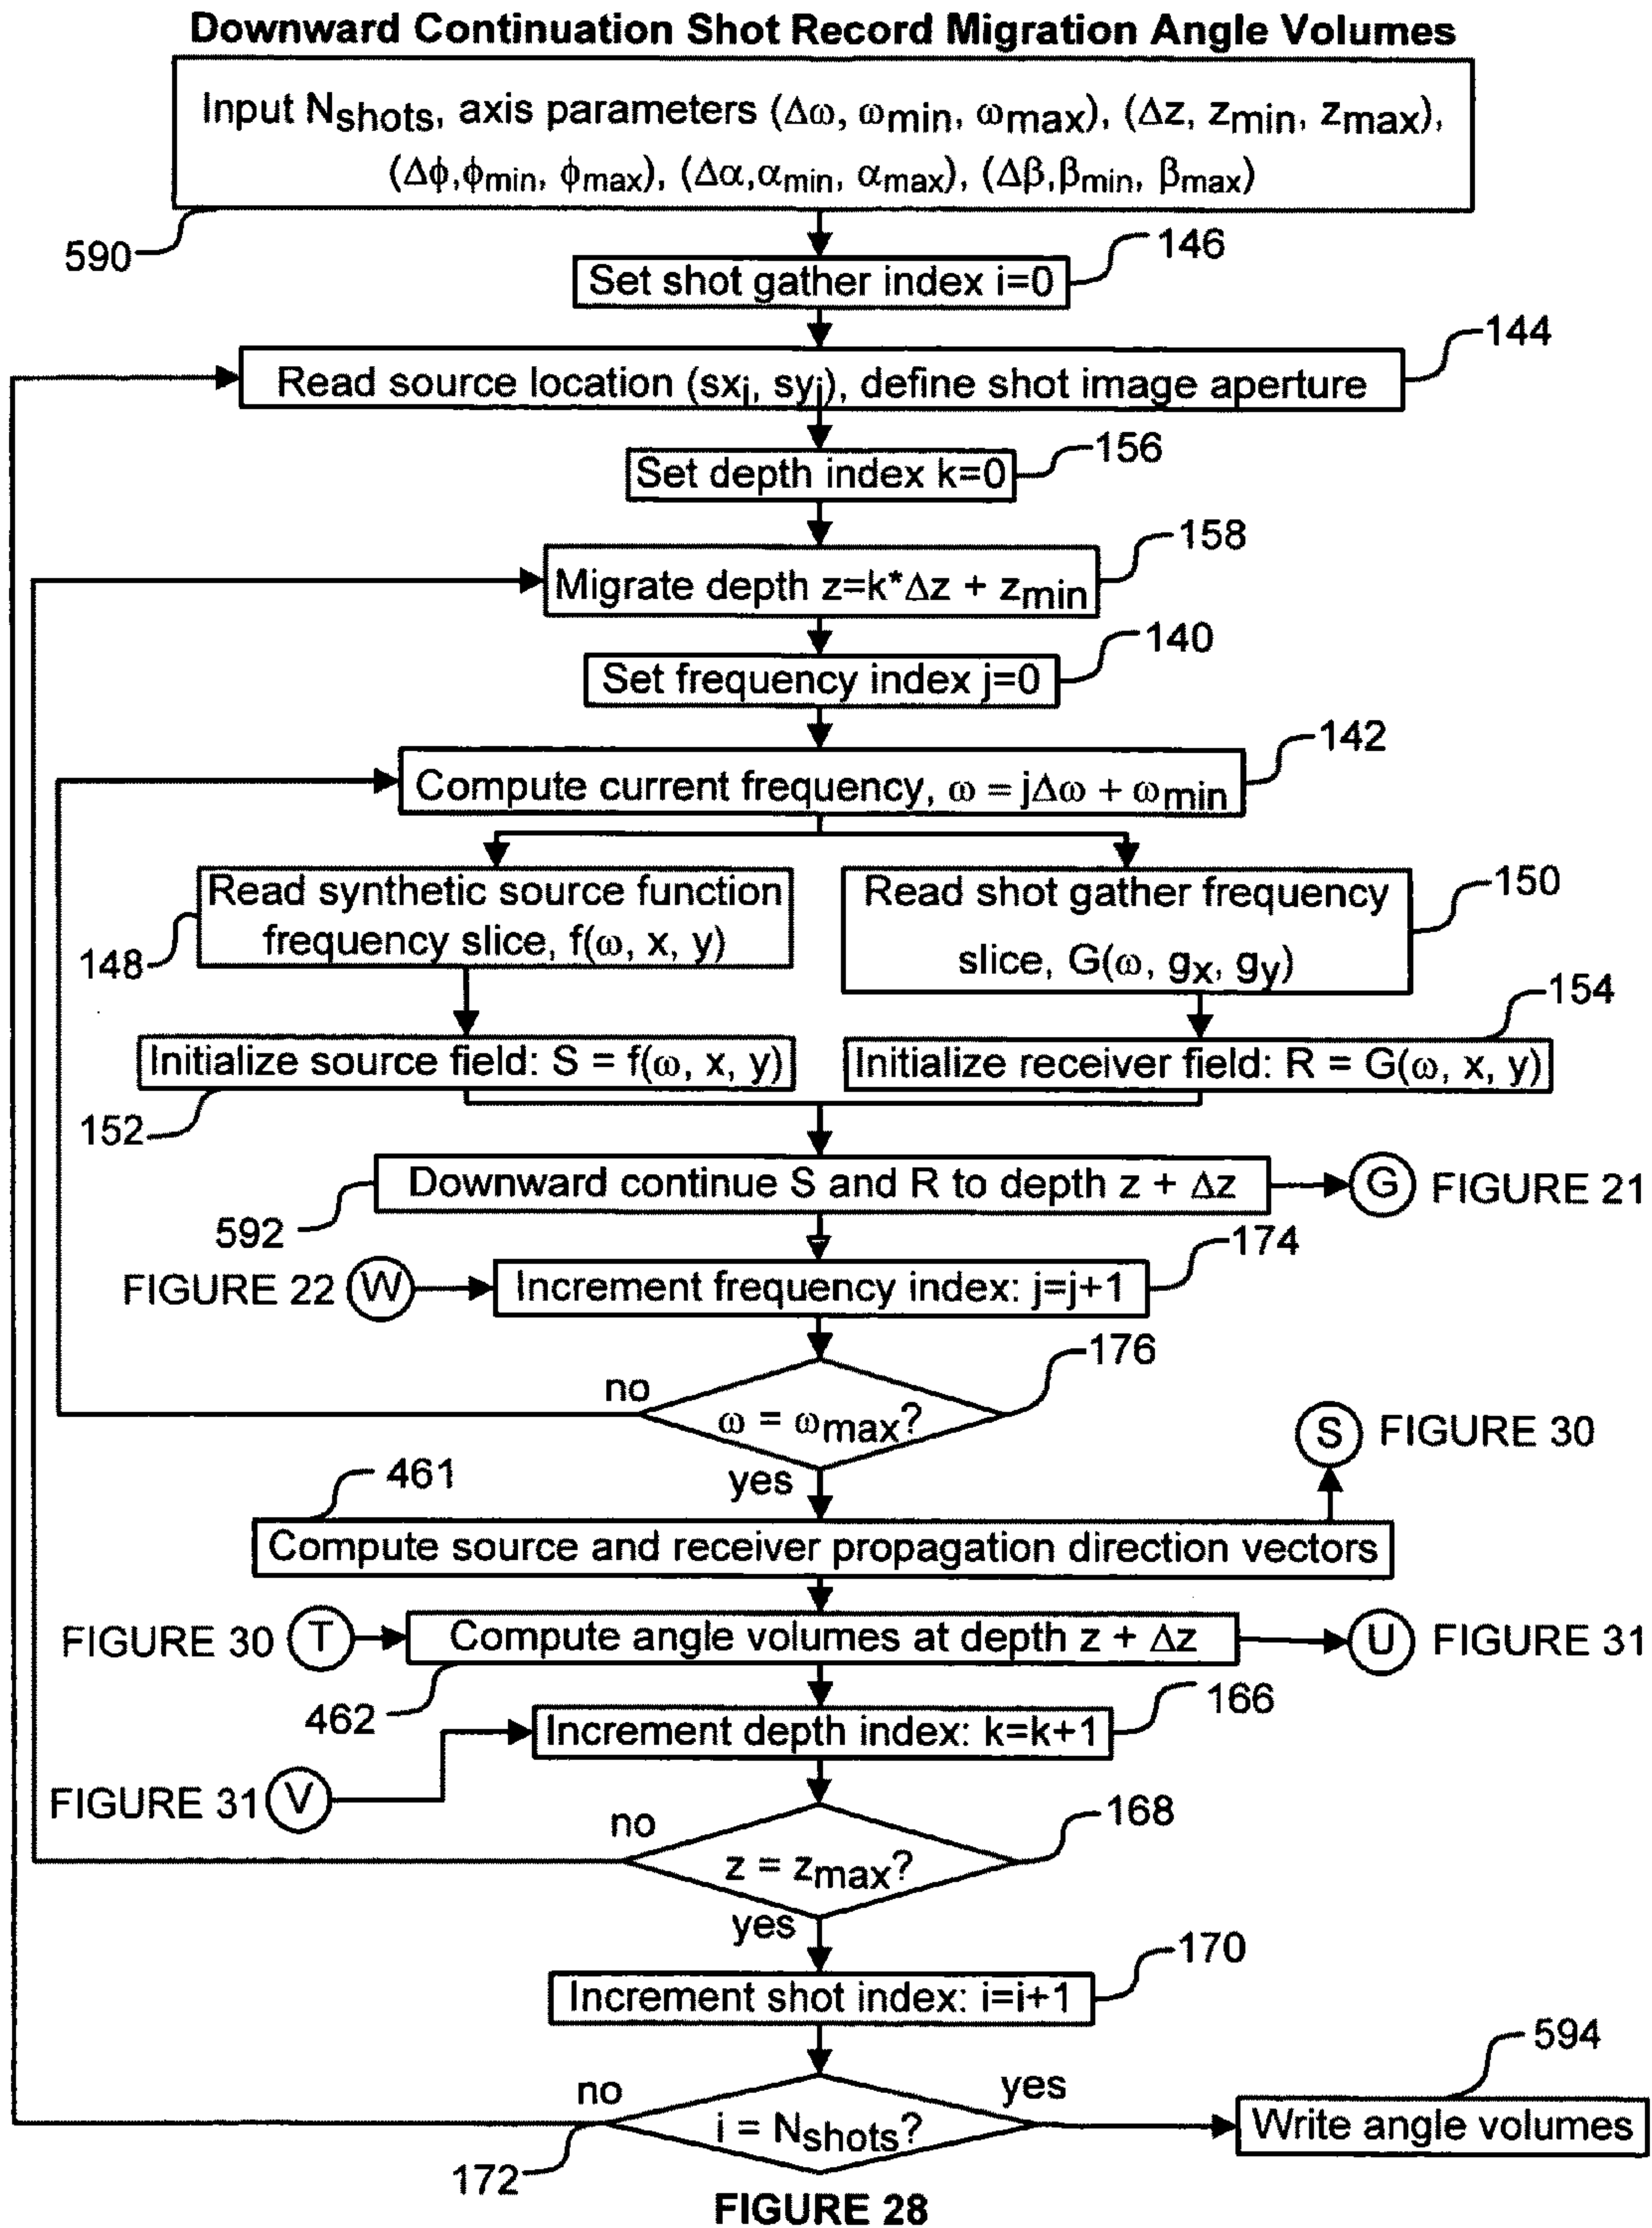 Downward Continuation Shot Record Migration Angle Volumes
Input Nshots, axis parameters (Δω, ωmin, ωmax), (Δz, zmin, zmax),
(Δϕ,ϕmin, ϕmax), (Δα,αmin, αmax), (Δβ,βmin, βmax)
590
146
Set shot gather index i=0
144
Read source location (sxi, syi), define shot image aperture
156
Set depth index k=0
158
Migrate depth z=k*Δz + zmin
140
Set frequency index j=0
142
Compute current frequency, ω = jΔω + ωmin
Read synthetic source function
frequency slice, f(ω, x, y)
148
Read shot gather frequency
slice, G(ω, gx, gy)
150
154
Initialize source field: S = f(ω, x, y)
Initialize receiver field: R = G(ω, x, y)
152
Downward continue S and R to depth z + Δz
G FIGURE 21
592
174
FIGURE 22 W
Increment frequency index: j=j+1
176
no
ω = ωmax?
S FIGURE 30
yes
461
Compute source and receiver propagation direction vectors
FIGURE 30 T
Compute angle volumes at depth z + Δz
U FIGURE 31
462
166
Increment depth index: k=k+1
FIGURE 31 V
168
no
z = zmax?
yes
170
Increment shot index: i=i+1
594
no
yes
i = Nshots?
Write angle volumes
172
FIGURE 28